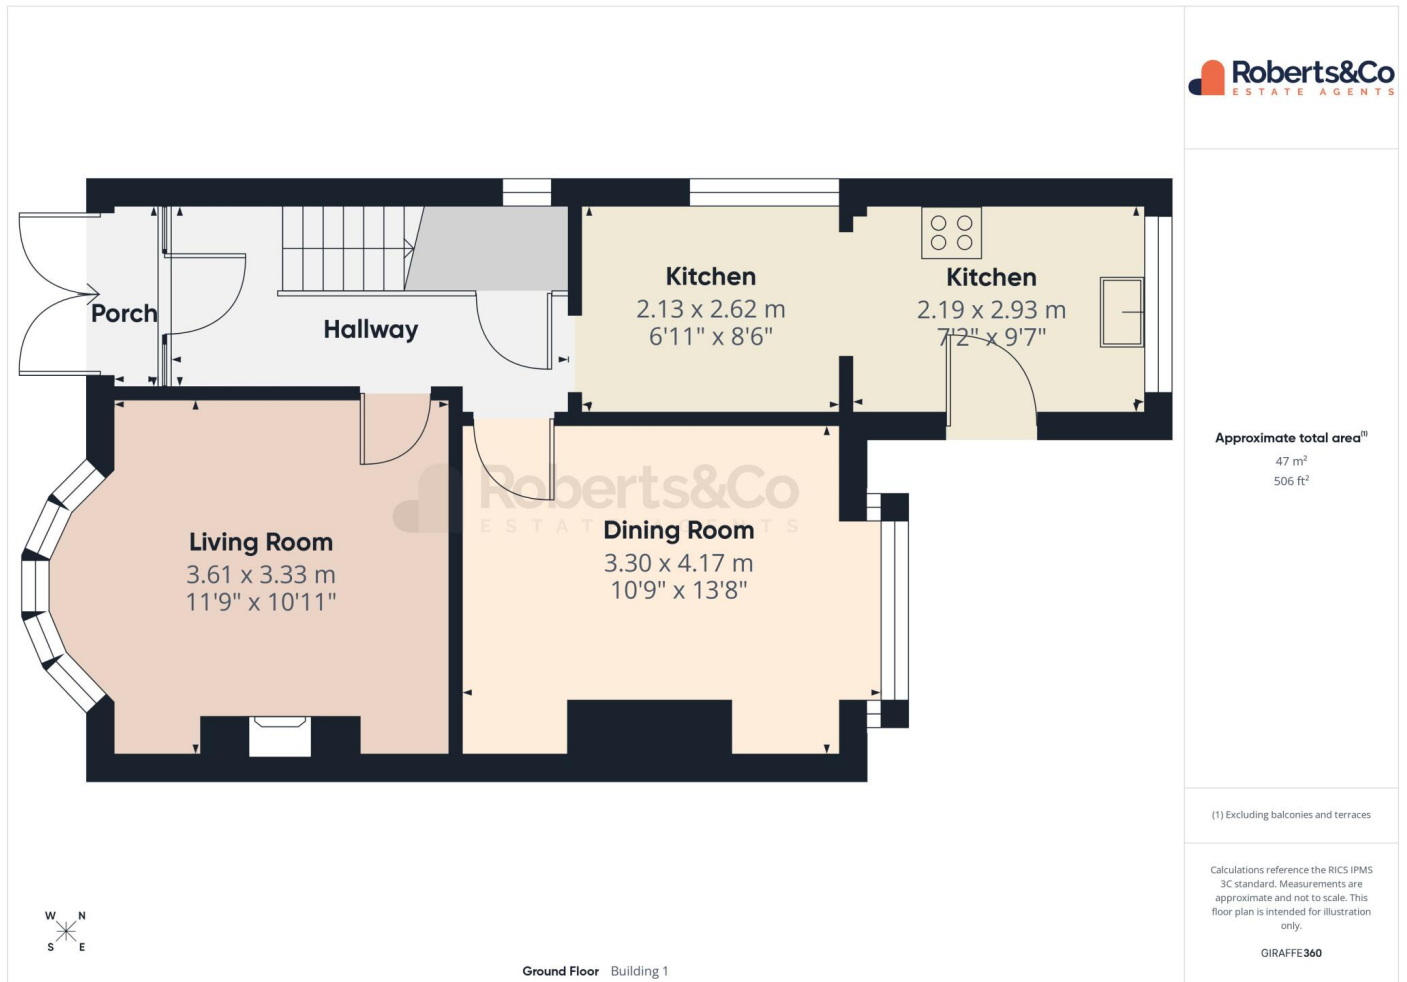 Roberts&Co
ESTATE AGENTS
Porch
Hallway
Kitchen
2.13 x 2.62 m
6'11" x 8'6"
Kitchen
2.19 x 2.93 m
7'2" x 9'7"
Living Room
3.61 x 3.33 m
11'9" x 10'11"
Roberts&Co
ESTATE AGENTS
Dining Room
3.30 x 4.17 m
10'9" x 13'8"
Approximate total area⁽¹⁾
47 m²
506 ft²
(1) Excluding balconies and terraces
Calculations reference the RICS IPMS
3C standard. Measurements are
approximate and not to scale. This
floor plan is intended for illustration
only.
GIRAFFE360
W N
S E
Ground Floor Building 1